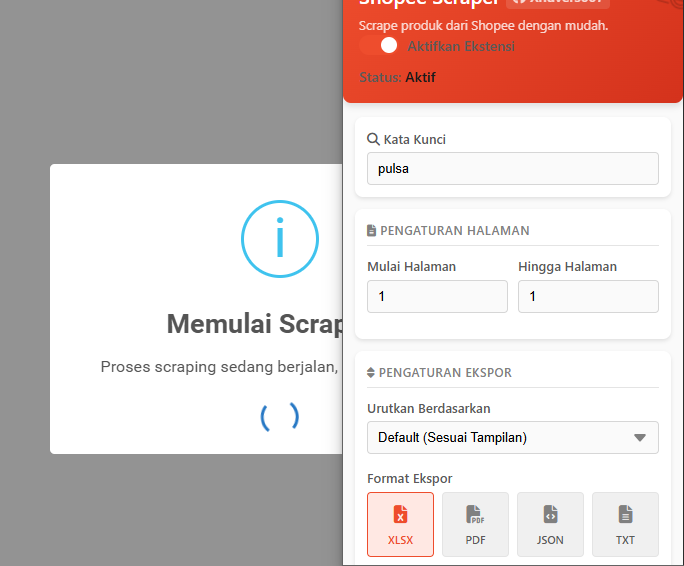 Shopee Scraper
Scrape produk dari Shopee dengan mudah.
Aktifkan Ekstensi
Status: Aktif
Kata Kunci
pulsa
PENGATURAN HALAMAN
Mulai Halaman
Hingga Halaman
1
1
PENGATURAN EKSPOR
Urutkan Berdasarkan
Default (Sesuai Tampilan)
Format Ekspor
XLSX
PDF
JSON
TXT
i
Memulai Scrap
Proses scraping sedang berjalan,